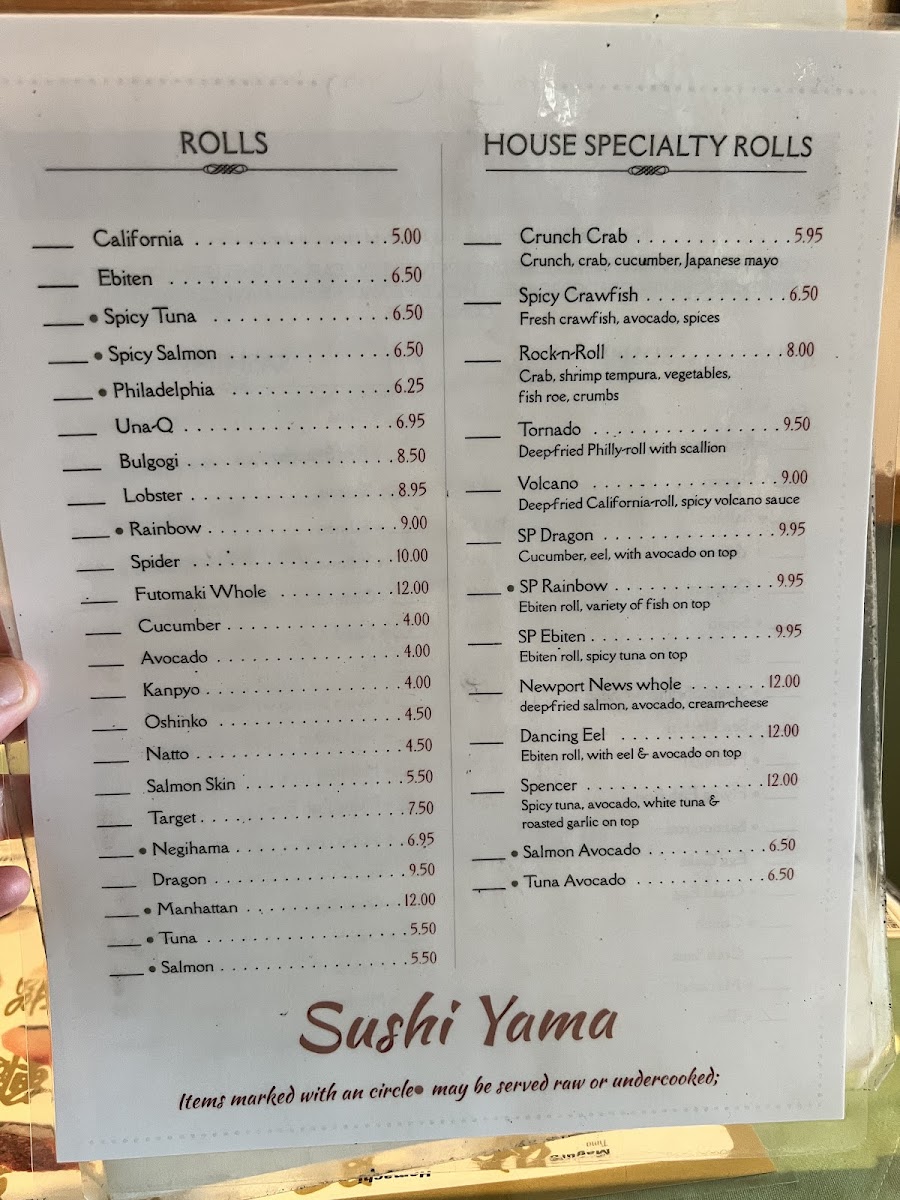 ROLLS
California . . . . . . . . . . . . . . . 5.00
Ebiten . . . . . . . . . . . . . . . . . 6.50
• Spicy Tuna . . . . . . . . . . . . . . 6.50
• Spicy Salmon . . . . . . . . . . . . 6.50
• Philadelphia . . . . . . . . . . . . 6.25
Una-Q . . . . . . . . . . . . . . . . 6.95
Bulgogi . . . . . . . . . . . . . . . 8.50
Lobster . . . . . . . . . . . . . . . 8.95
• Rainbow . . . . . . . . . . . . . . 9.00
Spider . . . . . . . . . . . . . . . 10.00
Futomaki Whole . . . . . . . . . 12.00
Cucumber . . . . . . . . . . . . . 4.00
Avocado . . . . . . . . . . . . . . 4.00
Kanpyo . . . . . . . . . . . . . . . 4.00
Oshinko . . . . . . . . . . . . . . 4.50
Natto . . . . . . . . . . . . . . . . 4.50
Salmon Skin . . . . . . . . . . . . 5.50
Target . . . . . . . . . . . . . . . . 7.50
• Negihama . . . . . . . . . . . . . 6.95
Dragon . . . . . . . . . . . . . . . 9.50
• Manhattan . . . . . . . . . . . . 12.00
• Tuna . . . . . . . . . . . . . . . . 5.50
• Salmon . . . . . . . . . . . . . . 5.50
HOUSE SPECIALTY ROLLS
Crunch Crab . . . . . . . . . . . . . 5.95
Crunch, crab, cucumber, Japanese mayo
Spicy Crawfish . . . . . . . . . . . 6.50
Fresh crawfish, avocado, spices
Rock-n-Roll . . . . . . . . . . . . . 8.00
Crab, shrimp tempura, vegetables,
fish roe, crumbs
Tornado . . . . . . . . . . . . . . . 9.50
Deep-fried Philly-roll with scallion
Volcano . . . . . . . . . . . . . . . 9.00
Deep-fried California-roll, spicy volcano sauce
SP Dragon . . . . . . . . . . . . . . 9.95
Cucumber, eel, with avocado on top
• SP Rainbow . . . . . . . . . . . . 9.95
Ebiten roll, variety of fish on top
SP Ebiten . . . . . . . . . . . . . . 9.95
Ebiten roll, spicy tuna on top
Newport News whole . . . . . . . 12.00
deep-fried salmon, avocado, cream-cheese
Dancing Eel . . . . . . . . . . . . . 12.00
Ebiten roll, with eel & avocado on top
Spencer . . . . . . . . . . . . . . . 12.00
Spicy tuna, avocado, white tuna &
roasted garlic on top
• Salmon Avocado . . . . . . . . . . 6.50
• Tuna Avocado . . . . . . . . . . . . 6.50
Sushi Yama
Items marked with an circle• may be served raw or undercooked;
Maguro
Tuna
Hamachi